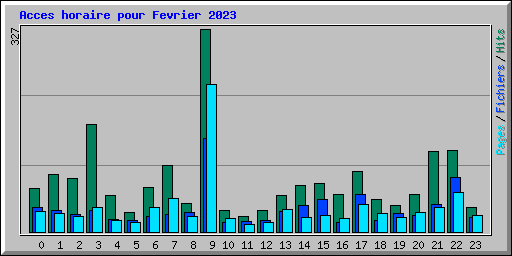 Acces horaire pour Fevrier 2023
327
Pages / Fichiers / Hits
0 1 2 3 4 5 6 7 8 9 10 11 12 13 14 15 16 17 18 19 20 21 22 23